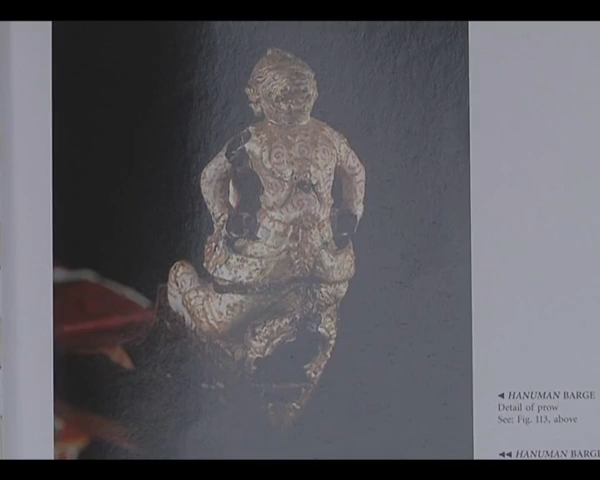 ◄ HANUMAN BARGE
Detail of prow
See: Fig. 113, above
◄◄ HANUMAN BARGE